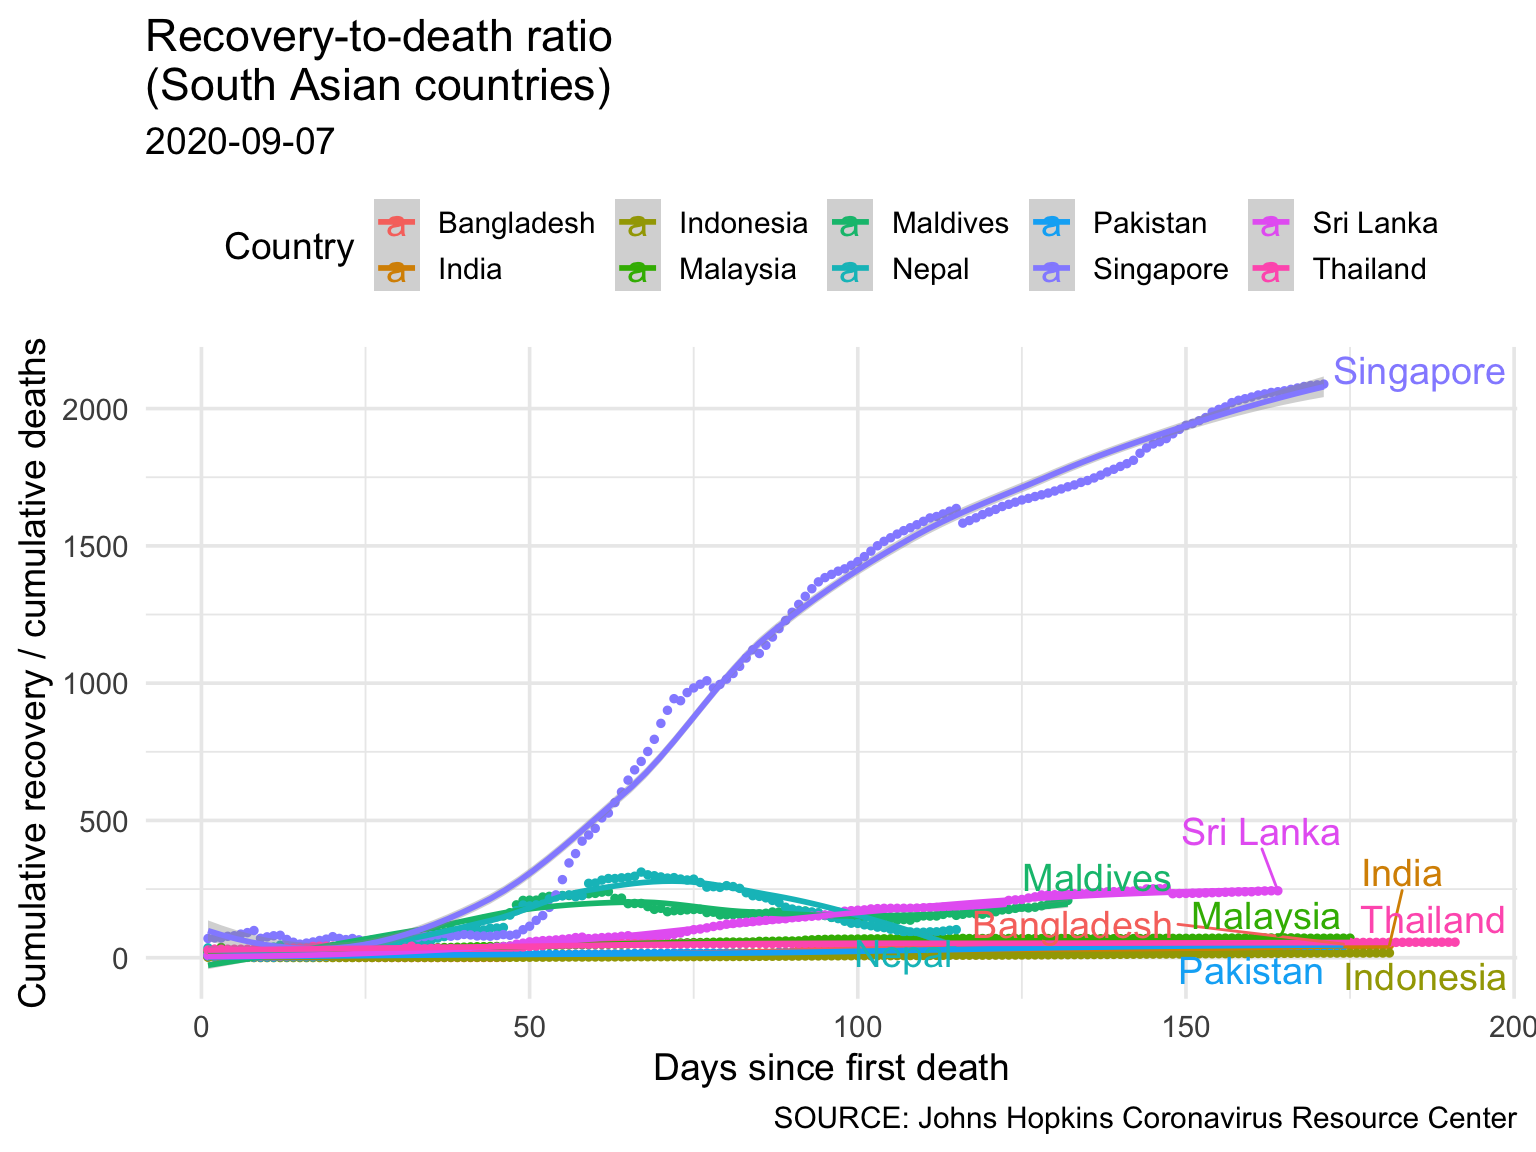 Recovery-to-death ratio
(South Asian countries)
2020-09-07
Country
a Bangladesh a Indonesia a Maldives a Pakistan a Sri Lanka
a India a Malaysia a Nepal a Singapore a Thailand
Cumulative recovery / cumulative deaths
2000
1500
1000
500
0
Singapore
Sri Lanka
Maldives
India
Bangladesh
Malaysia
Thailand
Nepal
Pakistan
Indonesia
0 50 100 150 200
Days since first death
SOURCE: Johns Hopkins Coronavirus Resource Center